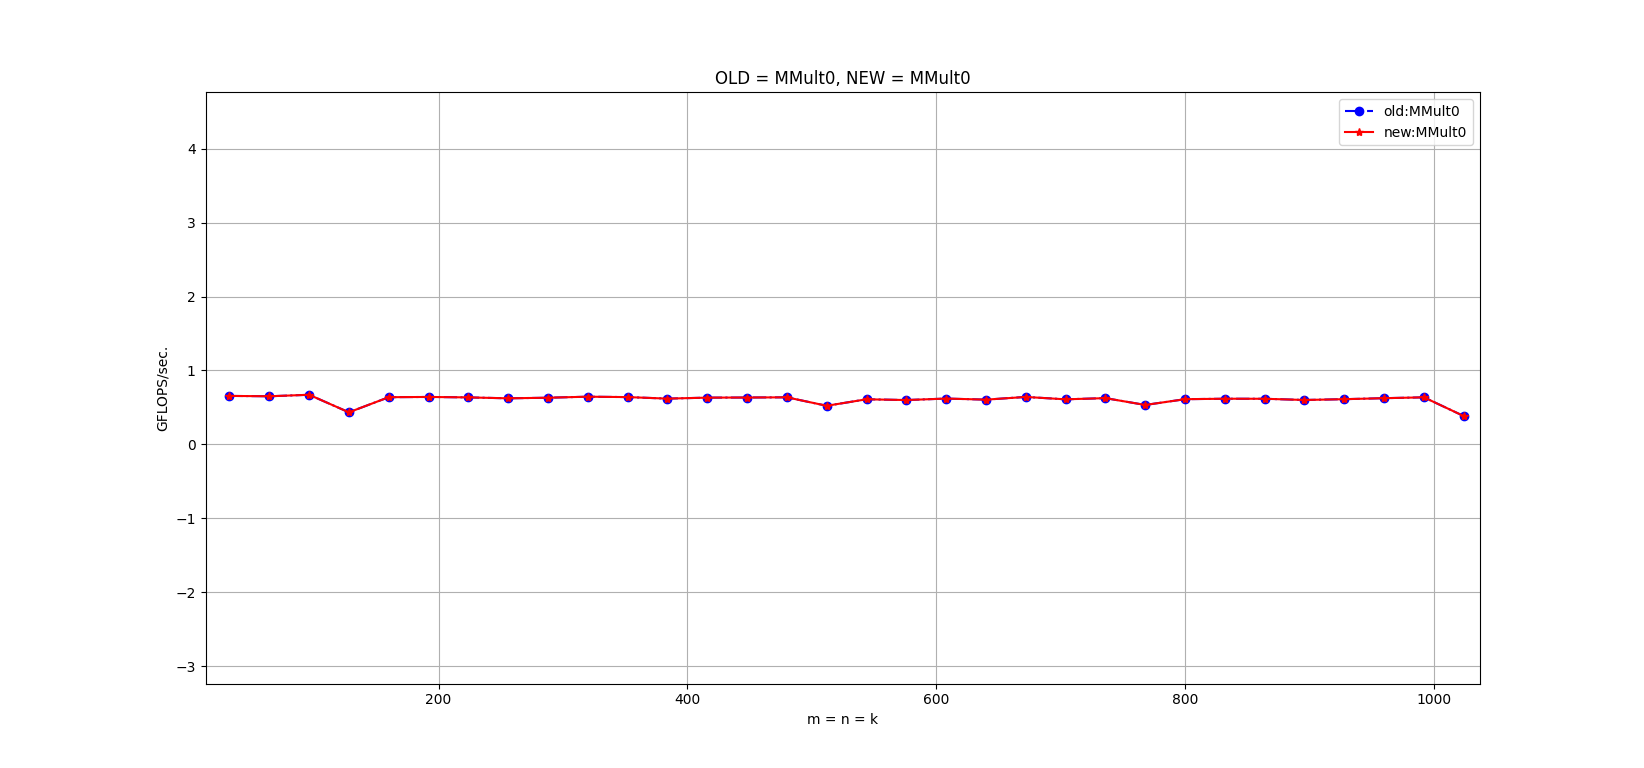 OLD = MMult0, NEW = MMult0
old:MMult0
new:MMult0
4
3
2
1
0
−1
−2
−3
GFLOPS/sec.
200 400 600 800 1000
m = n = k